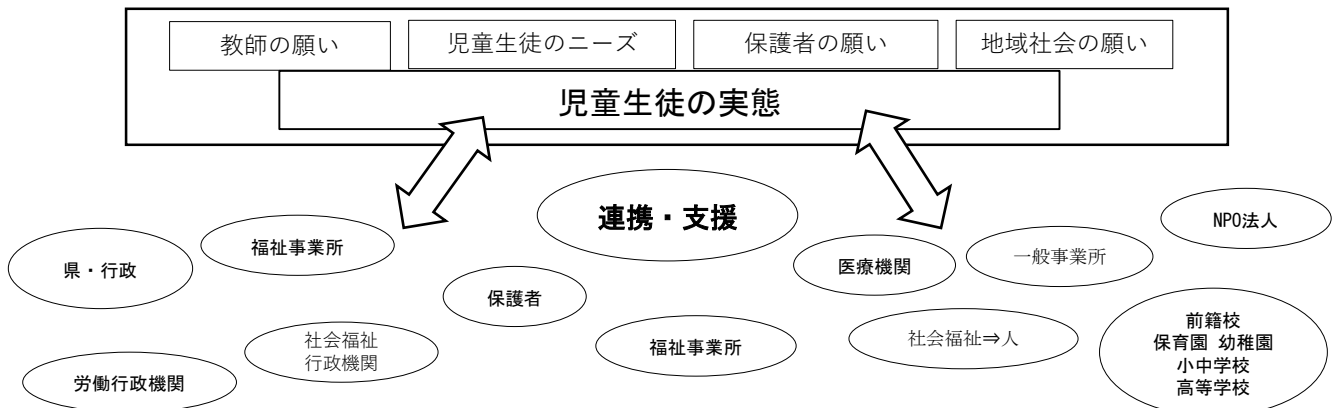 教師の願い
児童生徒のニーズ
保護者の願い
地域社会の願い
児童生徒の実態
連携・支援
NPO法人
福祉事業所
県・行政
医療機関
一般事業所
保護者
社会福祉
行政機関
福祉事業所
社会福祉⇒人
前籍校
保育園 幼稚園
小中学校
高等学校
労働行政機関